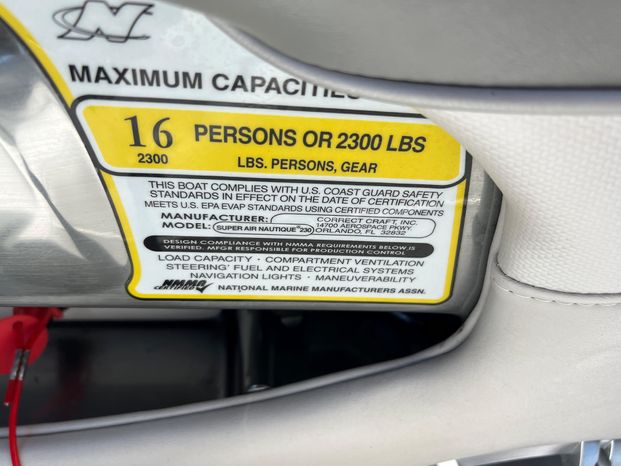 N
MAXIMUM CAPACITIE
16 PERSONS OR 2300 LBS
2300 LBS. PERSONS, GEAR
THIS BOAT COMPLIES WITH U.S. COAST GUARD SAFETY
STANDARDS IN EFFECT ON THE DATE OF CERTIFICATION
MEETS U.S. EPA EVAP STANDARDS USING CERTIFIED COMPONENTS
MANUFACTURER: CORRECT CRAFT, INC.
14700 AEROSPACE PKWY.
MODEL: SUPER AIR NAUTIQUE® 230 ORLANDO, FL 32832
DESIGN COMPLIANCE WITH NMMA REQUIREMENTS BELOW IS
VERIFIED. MFGR RESPONSIBLE FOR PRODUCTION CONTROL
LOAD CAPACITY · COMPARTMENT VENTILATION
STEERING· FUEL AND ELECTRICAL SYSTEMS
NAVIGATION LIGHTS · MANEUVERABILITY
NMMA CERTIFIED NATIONAL MARINE MANUFACTURERS ASSN.